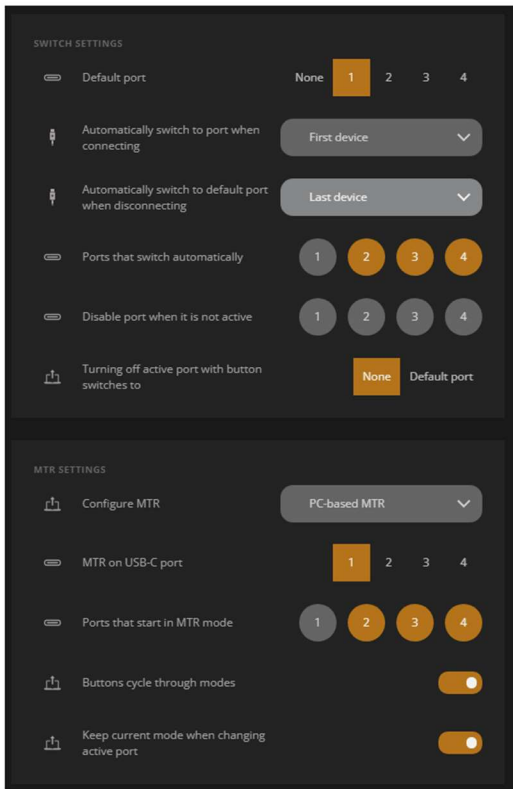 SWITCH SETTINGS
Default port None 1 2 3 4
Automatically switch to port when
connecting
First device
Automatically switch to default port
when disconnecting
Last device
Ports that switch automatically 1 2 3 4
Disable port when it is not active 1 2 3 4
Turning off active port with button
switches to
None Default port
MTR SETTINGS
Configure MTR PC-based MTR
MTR on USB-C port 1 2 3 4
Ports that start in MTR mode 1 2 3 4
Buttons cycle through modes
Keep current mode when changing
active port